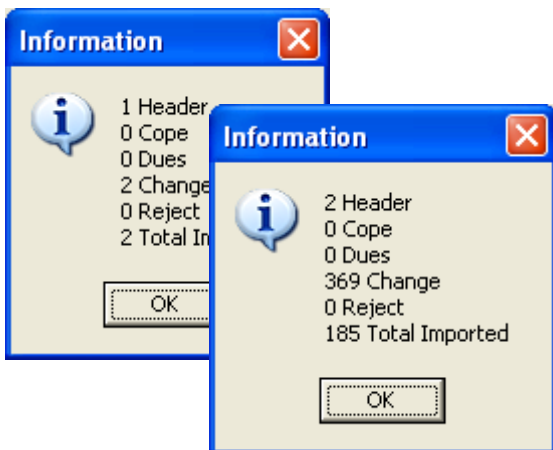 Information
1 Header
0 Cope
0 Dues
2 Change
0 Reject
2 Total
OK
Information
2 Header
0 Cope
0 Dues
369 Change
0 Reject
185 Total Imported
OK